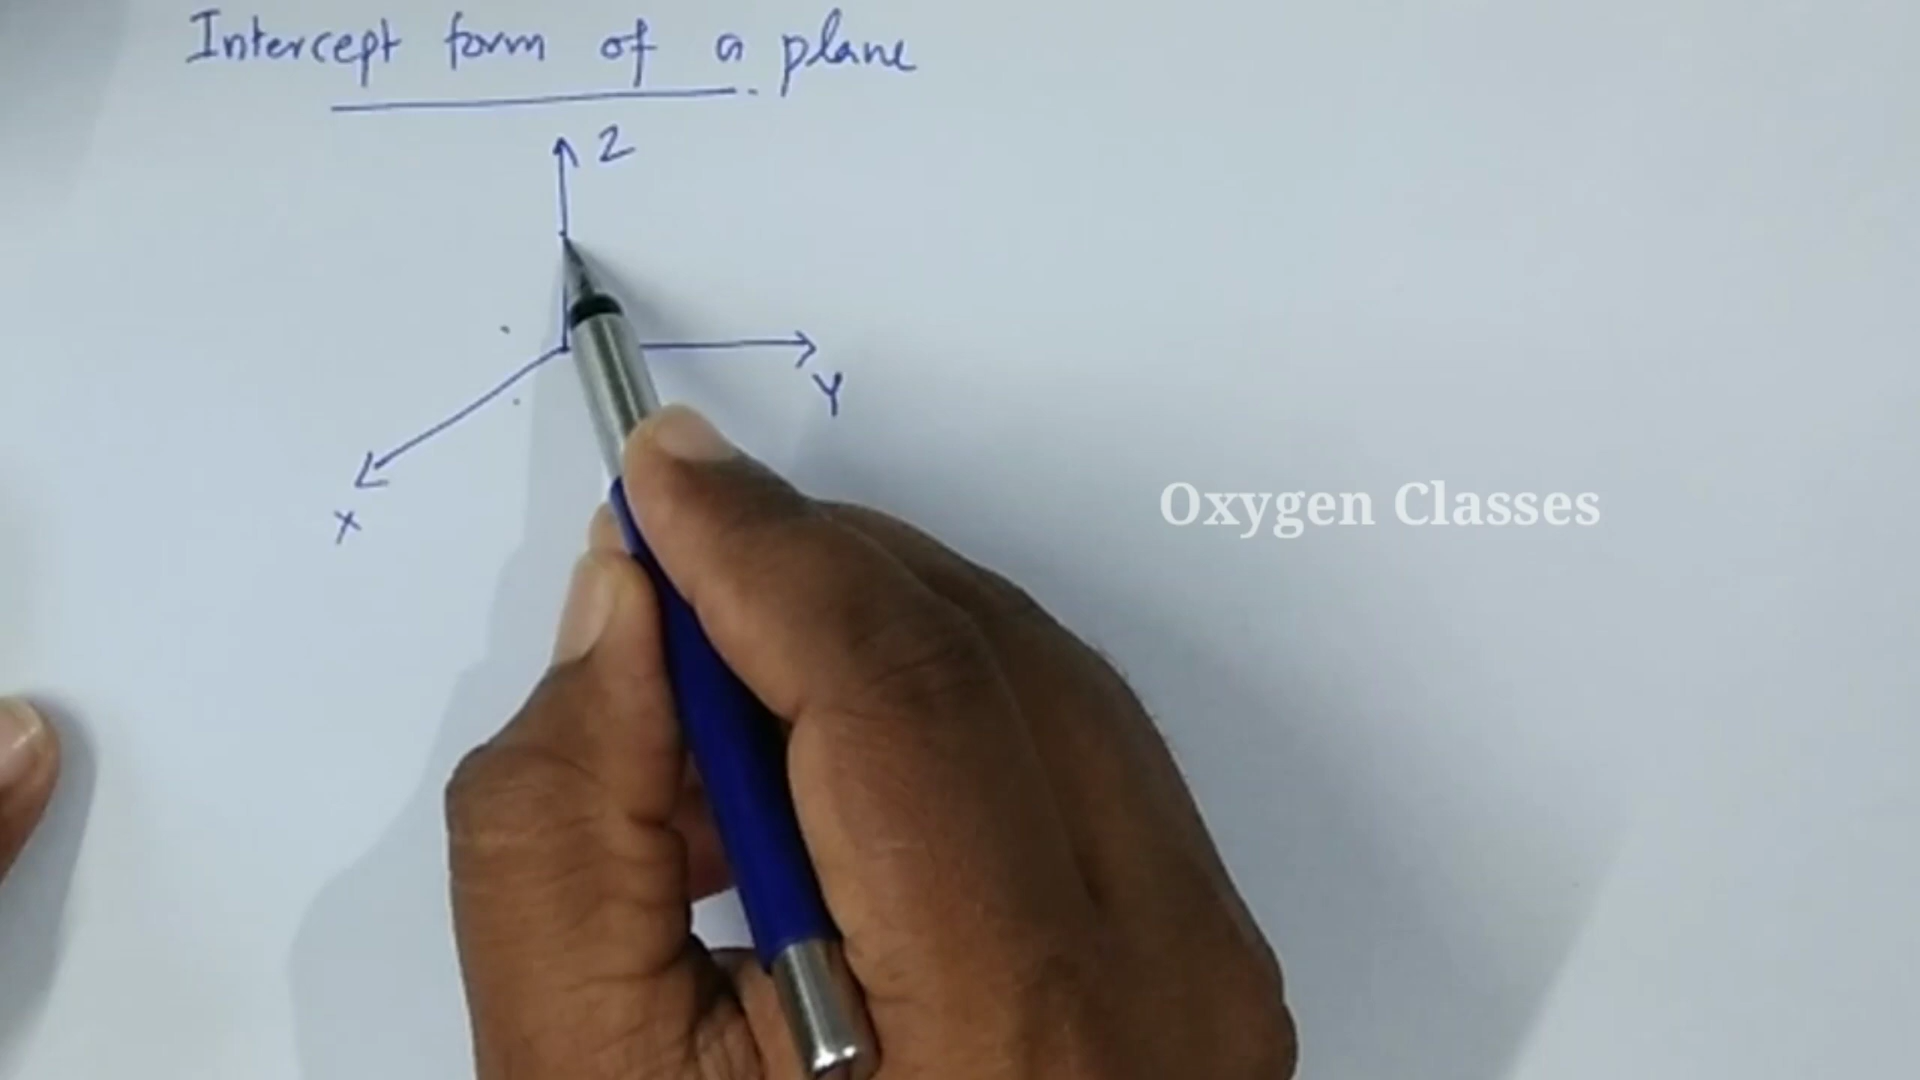 Intercept form of a plane
Z
Y
X
Oxygen Classes